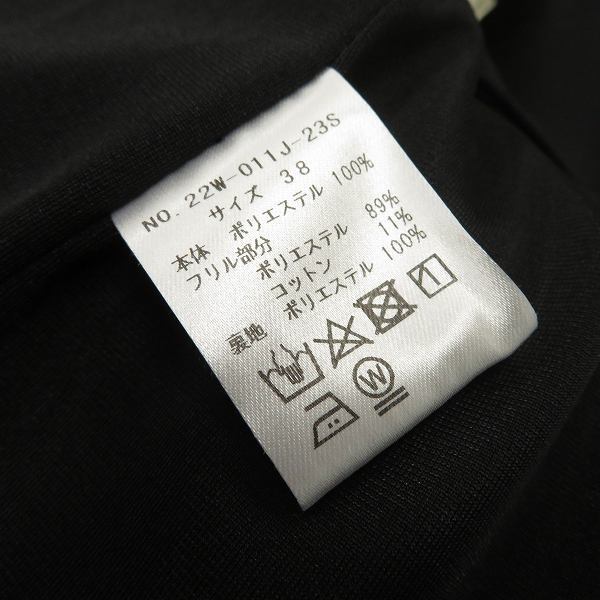 NO. 22W-011J-23S
サイズ 38
本体 ポリエステル 100%
フリル部分
ポリエステル 89%
コットン 11%
裏地 ポリエステル 100%
W